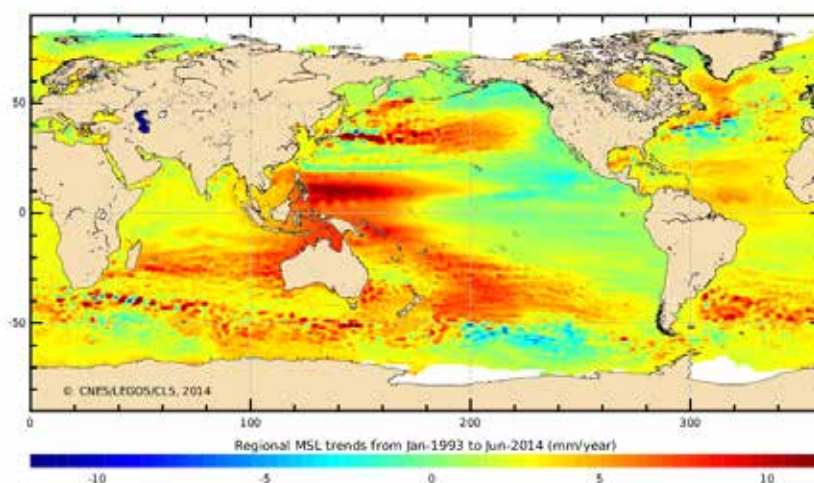 50
0
-50
© CNES/LEGOS/CLS, 2014
0 100 200 300
Regional MSL trends from Jan-1993 to Jun-2014 (mm/year)
-10 -5 0 5 10